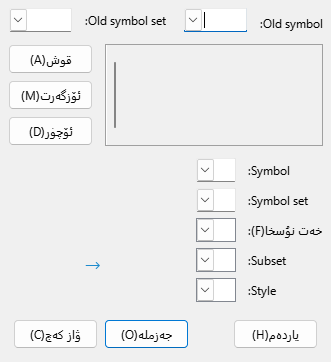 Old symbol:
Old symbol set:
قوش(A)
ئۆزگەرت(M)
ئۆچۈر(D)
Symbol:
Symbol set:
خەت نۇسخا(F):
Subset:
Style:
ياردەم(H)
جەزملە(O)
ۋاز كەچ(C)